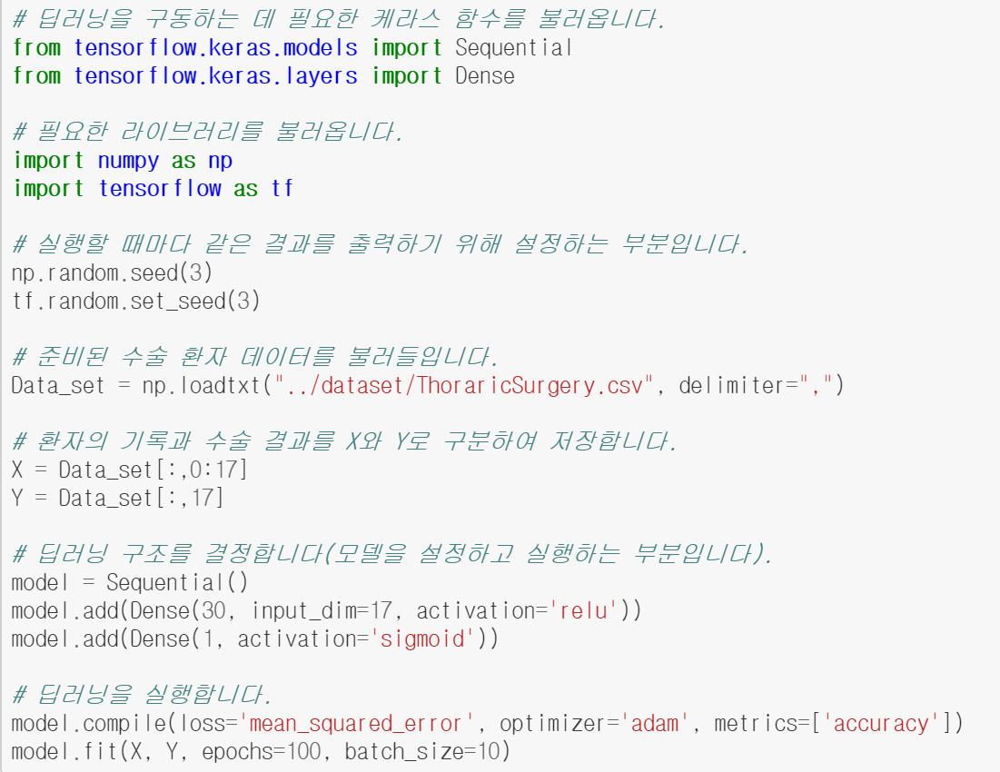 # 딥러닝을 구동하는 데 필요한 케라스 함수를 불러옵니다.
from tensorflow.keras.models import Sequential
from tensorflow.keras.layers import Dense

# 필요한 라이브러리를 불러옵니다.
import numpy as np
import tensorflow as tf

# 실행할 때마다 같은 결과를 출력하기 위해 설정하는 부분입니다.
np.random.seed(3)
tf.random.set_seed(3)

# 준비된 수술 환자 데이터를 불러들입니다.
Data_set = np.loadtxt("../dataset/ThoraricSurgery.csv", delimiter=",")

# 환자의 기록과 수술 결과를 X와 Y로 구분하여 저장합니다.
X = Data_set[:,0:17]
Y = Data_set[:,17]

# 딥러닝 구조를 결정합니다(모델을 설정하고 실행하는 부분입니다).
model = Sequential()
model.add(Dense(30, input_dim=17, activation='relu'))
model.add(Dense(1, activation='sigmoid'))

# 딥러닝을 실행합니다.
model.compile(loss='mean_squared_error', optimizer='adam', metrics=['accuracy'])
model.fit(X, Y, epochs=100, batch_size=10)